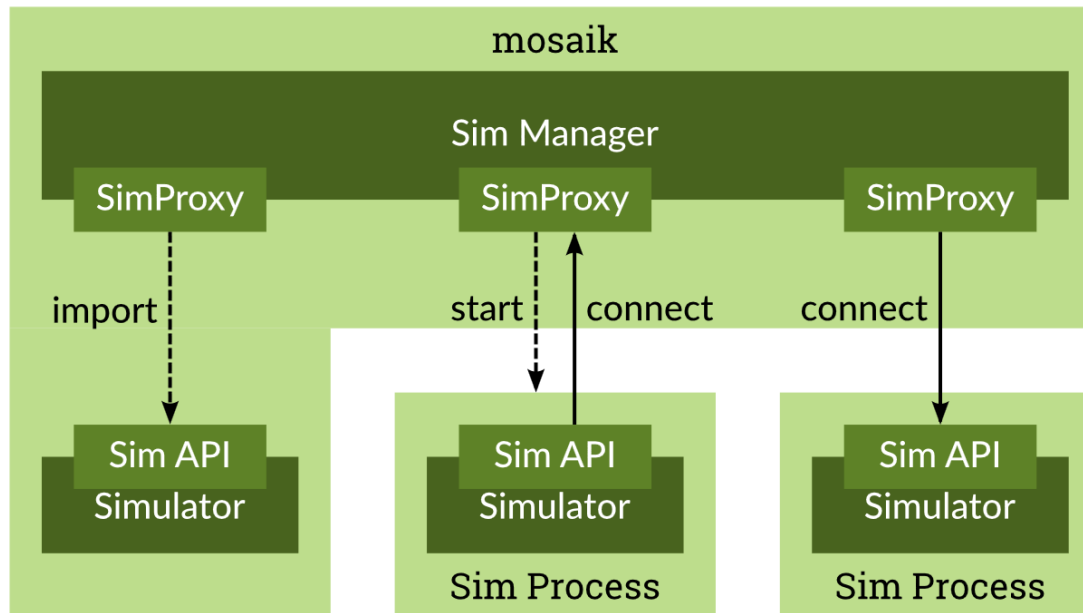 mosaik
Sim Manager
SimProxy SimProxy SimProxy
import start connect connect
Sim API Sim API Sim API
Simulator Simulator Simulator
Sim Process Sim Process